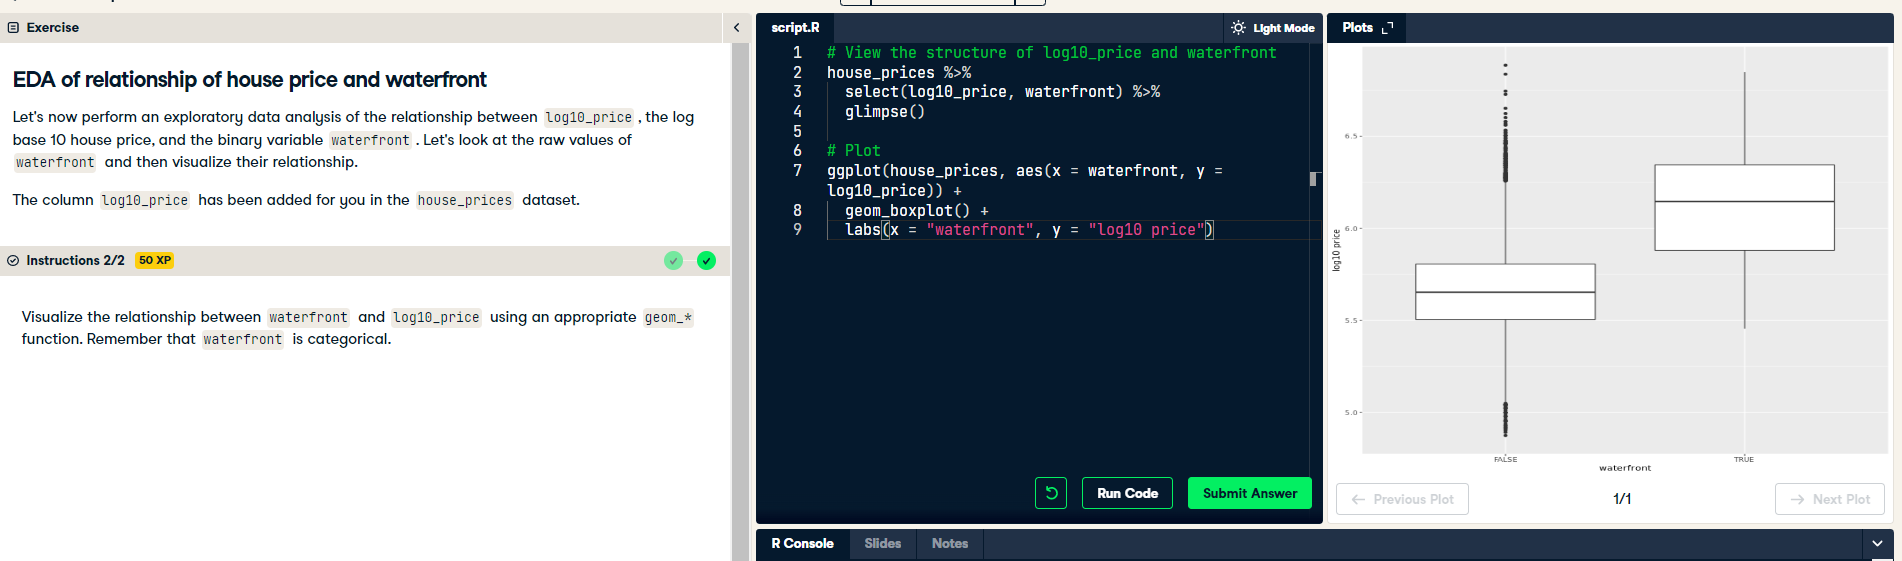 Exercise
EDA of relationship of house price and waterfront
Let's now perform an exploratory data analysis of the relationship between log10_price , the log
base 10 house price, and the binary variable waterfront . Let's look at the raw values of
waterfront and then visualize their relationship.
The column log10_price has been added for you in the house_prices dataset.
Instructions 2/2 50 XP
Visualize the relationship between waterfront and log10_price using an appropriate geom_*
function. Remember that waterfront is categorical.
script.R
Light Mode
1 # View the structure of log10_price and waterfront
2 house_prices %>%
3 select(log10_price, waterfront) %>%
4 glimpse()
5
6 # Plot
7 ggplot(house_prices, aes(x = waterfront, y =
log10_price)) +
8 geom_boxplot() +
9 labs(x = "waterfront", y = "log10 price")
Run Code
Submit Answer
R Console
Slides
Notes
Plots
6.5
6.0
5.5
5.0
log10 price
FALSE
TRUE
waterfront
Previous Plot
1/1
Next Plot